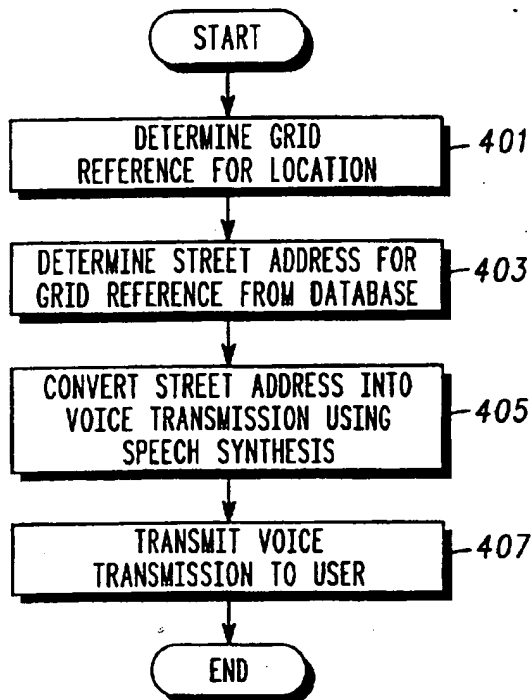 START
DETERMINE GRID
REFERENCE FOR LOCATION
401
DETERMINE STREET ADDRESS FOR
GRID REFERENCE FROM DATABASE
403
CONVERT STREET ADDRESS INTO
VOICE TRANSMISSION USING
SPEECH SYNTHESIS
405
TRANSMIT VOICE
TRANSMISSION TO USER
407
END